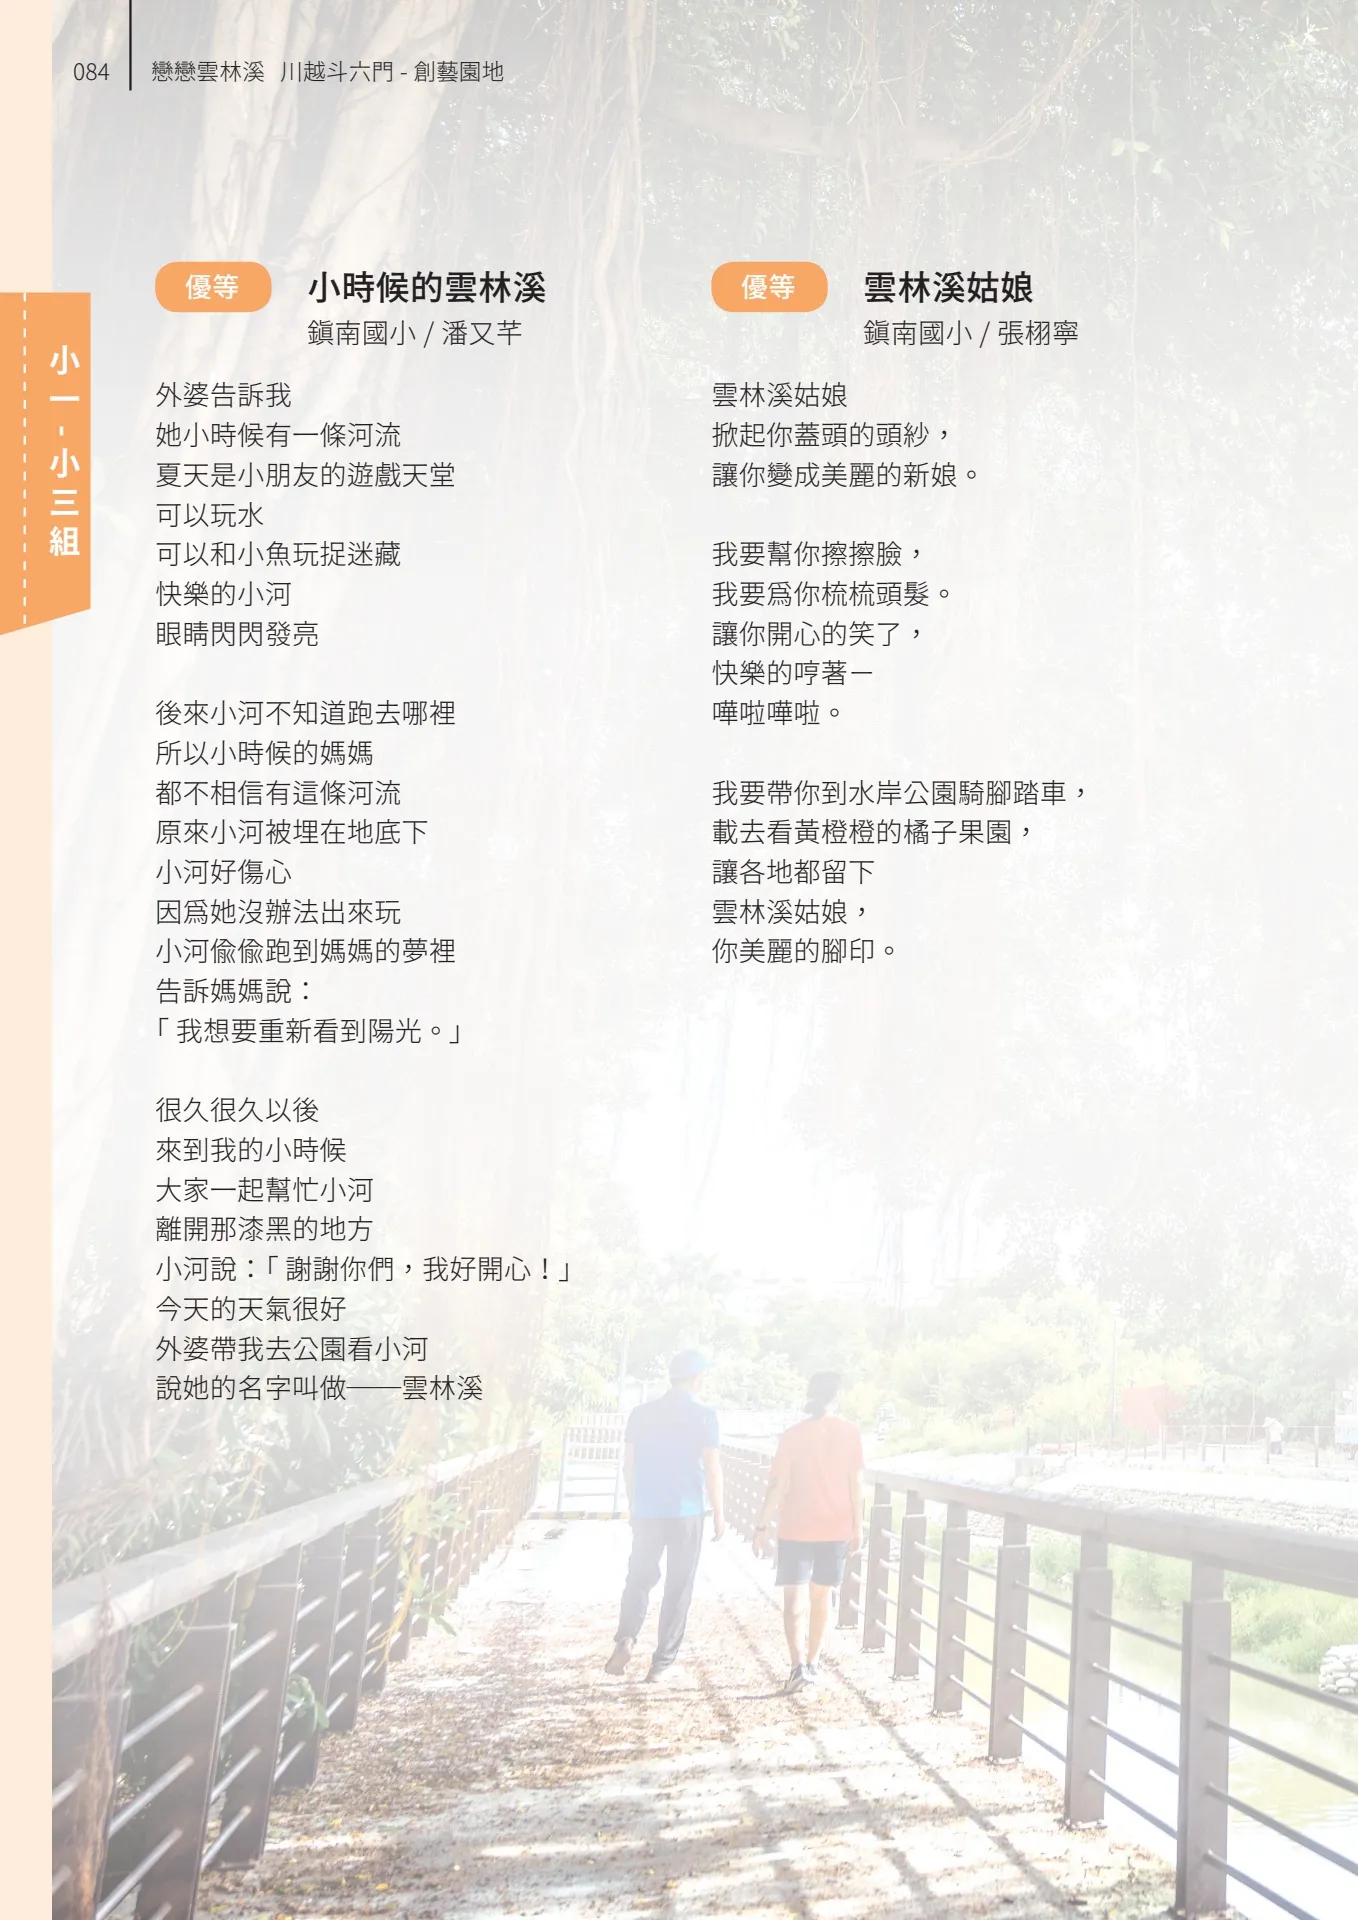 084
戀戀雲林溪 川越斗六門 - 創藝園地
小一-小三組
優等
小時候的雲林溪
鎮南國小 / 潘又芊
外婆告訴我
她小時候有一條河流
夏天是小朋友的遊戲天堂
可以玩水
可以和小魚玩捉迷藏
快樂的小河
眼睛閃閃發亮
後來小河不知道跑去哪裡
所以小時候的媽媽
都不相信有這條河流
原來小河被埋在地底下
小河好傷心
因為她沒辦法出來玩
小河偷偷跑到媽媽的夢裡
告訴媽媽說：
「我想要重新看到陽光。」
很久很久以後
來到我的小時候
大家一起幫忙小河
離開那漆黑的地方
小河說：「謝謝你們，我好開心！」
今天的天氣很好
外婆帶我去公園看小河
說她的名字叫做──雲林溪
優等
雲林溪姑娘
鎮南國小 / 張栩寧
雲林溪姑娘
掀起你蓋頭的頭紗，
讓你變成美麗的新娘。
我要幫你擦擦臉，
我要為你梳梳頭髮。
讓你開心的笑了，
快樂的哼著－
嘩啦嘩啦。
我要帶你到水岸公園騎腳踏車，
載去看黃橙橙的橘子果園，
讓各地都留下
雲林溪姑娘，
你美麗的腳印。